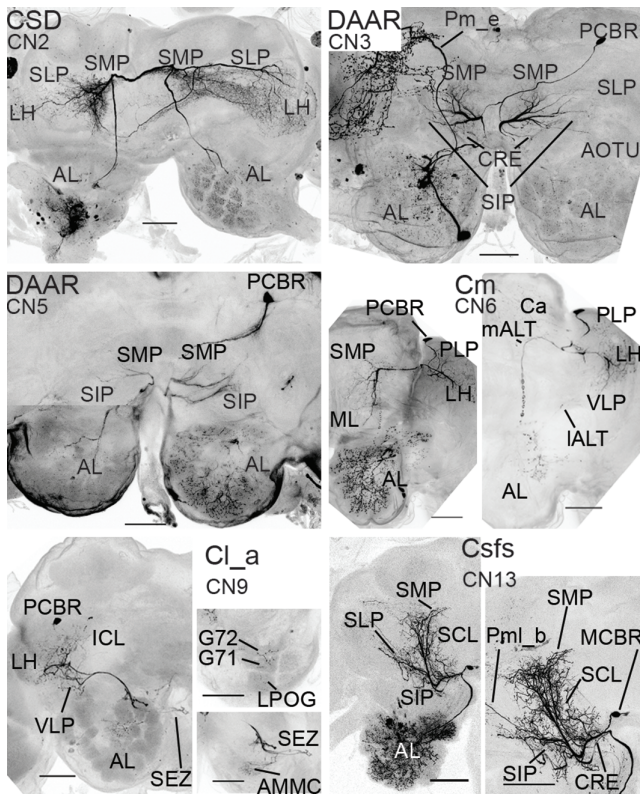 CSD
CN2
SMP SMP SLP
SLP
LH LH
AL AL
DAAR
CN3
Pm_e
PCBR
SMP SMP
SLP
CRE
AOTU
SIP
AL AL
DAAR
CN5
PCBR
SMP SMP
SIP SIP
AL AL
Cm
CN6
PCBR
SMP
PLP
LH
ML
AL
Ca
mALT
PLP
LH
VLP
lALT
AL
Cl_a
CN9
PCBR
ICL
LH
VLP
AL
SEZ
G72
G71
LPOG
SEZ
AMMC
Csfs
CN13
SMP
SLP
SCL
SIP
AL
SMP
Pml_b
MCBR
SCL
SIP
CRE